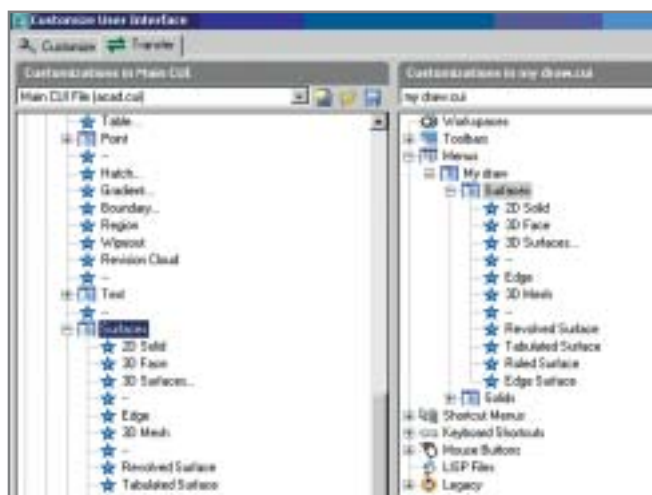 Customize User Interface
Customize
Transfer
Customizations in Main CUI
Main CUI File (acad.cui)
Table...
Point
--
Hatch...
Gradient...
Boundary...
Region
Wipeout
Revision Cloud
--
Text
--
Surfaces
2D Solid
3D Face
3D Surfaces...
--
Edge
3D Mesh
--
Revolved Surface
Tabulated Surface
Customizations in my draw.cui
my draw.cui
Workspaces
Toolbars
Menus
My draw
Surfaces
2D Solid
3D Face
3D Surfaces...
--
Edge
3D Mesh
--
Revolved Surface
Tabulated Surface
Ruled Surface
Edge Surface
Solids
Shortcut Menus
Keyboard Shortcuts
Mouse Buttons
LISP Files
Legacy